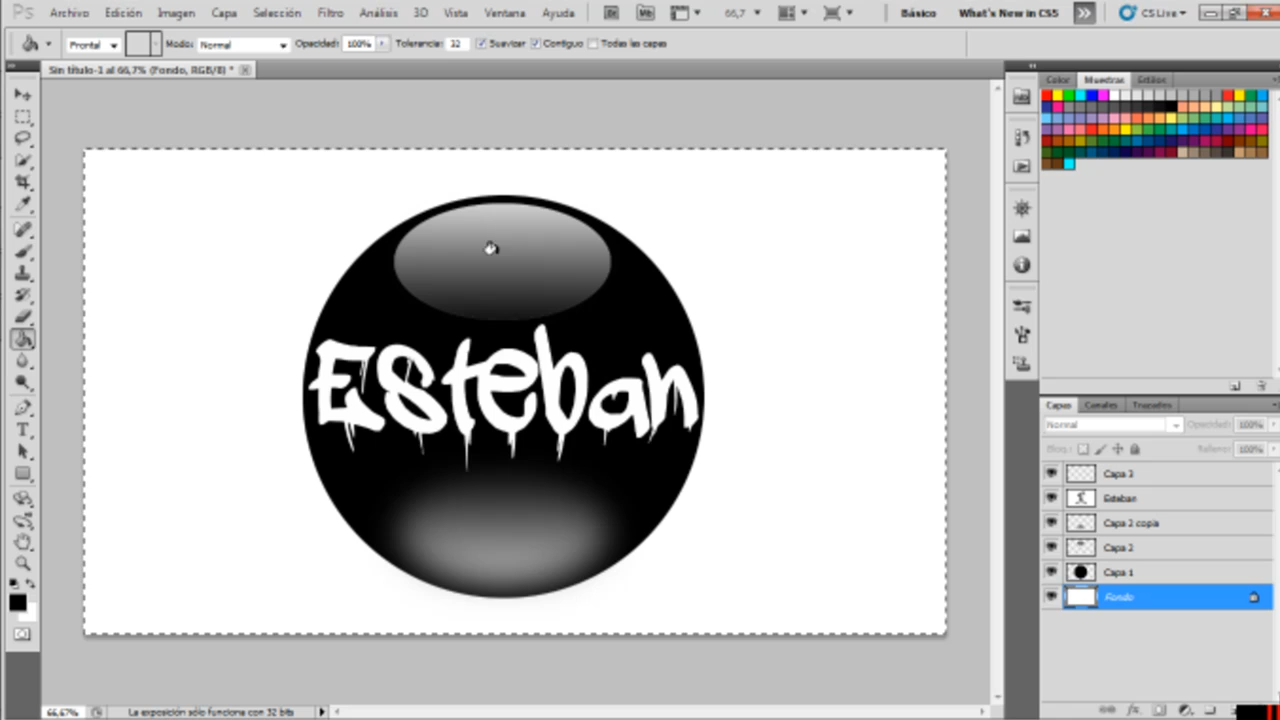 Ps Archivo Edición Imagen Capa Selección Filtro Análisis 3D Vista Ventana Ayuda Br Mb 66,7 Básico What's New in CS5 CS Live
Frontal Modo: Normal Opacidad: 100% Tolerancia: 32 Suavizar Contiguo Todas las capas
Sin título-1 al 66,7% (Fondo, RGB/8) *
Color Muestras Estilos
Esteban
Capas Canales Trazados
Normal Opacidad: 100%
Bloq.: Relleno: 100%
Capa 3
Esteban
Capa 2 copia
Capa 2
Capa 1
Fondo
66,67% La exposición sólo funciona con 32 bits